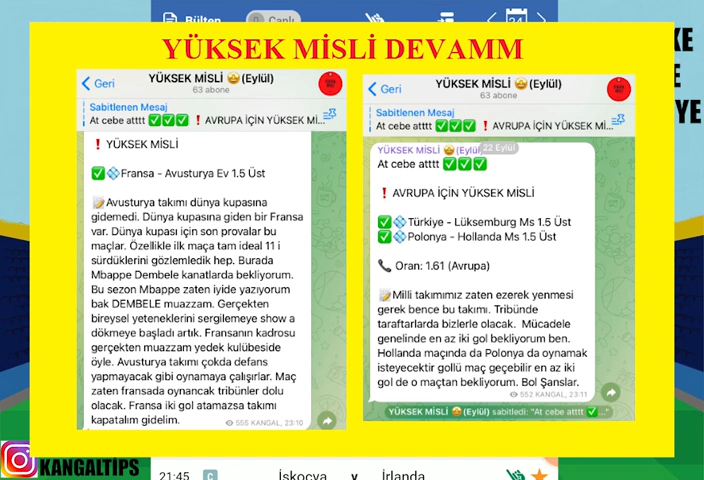 Bülten
Canlı
24
YÜKSEK MİSLİ DEVAMM
KE
E
YE
Geri
YÜKSEK MİSLİ 🤩(Eylül)
63 abone
Sabitlenen Mesaj
At cebe atttt ✅✅✅ ❗ AVRUPA İÇİN YÜKSEK Mİ...
❗ YÜKSEK MİSLİ
✅💠Fransa - Avusturya Ev 1.5 Üst
📝Avusturya takımı dünya kupasına
gidemedi. Dünya kupasına giden bir Fransa
var. Dünya kupası için son provalar bu
maçlar. Özellikle ilk maça tam ideal 11 i
sürdüklerini gözlemledik hep. Burada
Mbappe Dembele kanatlarda bekliyorum.
Bu sezon Mbappe zaten iyide yazıyorum
bak DEMBELE muazzam. Gerçekten
bireysel yeteneklerini sergilemeye show a
dökmeye başladı artık. Fransanın kadrosu
gerçekten muazzam yedek kulübeside
öyle. Avusturya takımı çokda defans
yapmayacak gibi oynamaya çalışırlar. Maç
zaten fransada oynancak tribünler dolu
olacak. Fransa iki gol atamazsa takımı
kapatalım gidelim.
555 KANGAL, 23:10
Geri
YÜKSEK MİSLİ 🤩(Eylül)
63 abone
Sabitlenen Mesaj
At cebe atttt ✅✅✅ ❗ AVRUPA İÇİN YÜKSEK Mİ...
22 Eylül
YÜKSEK MİSLİ 🤩(Eylül)
At cebe atttt ✅✅✅
❗ AVRUPA İÇİN YÜKSEK MİSLİ
✅💠Türkiye - Lüksemburg Ms 1.5 Üst
✅💠Polonya - Hollanda Ms 1.5 Üst
📞 Oran: 1.61 (Avrupa)
📝Milli takımımız zaten ezerek yenmesi
gerek bence bu takımı. Tribünde
taraftarlarda bizlerle olacak. Mücadele
genelinde en az iki gol bekliyorum ben.
Hollanda maçında da Polonya da oynamak
isteyecektir gollü maç geçebilir en az iki
gol de o maçtan bekliyorum. Bol Şanslar.
552 KANGAL, 23:11
YÜKSEK MİSLİ 🤩(Eylül) sabitledi: "At cebe atttt ✅..."
KANGALTIPS
21:45 C İskoçya v İrlanda